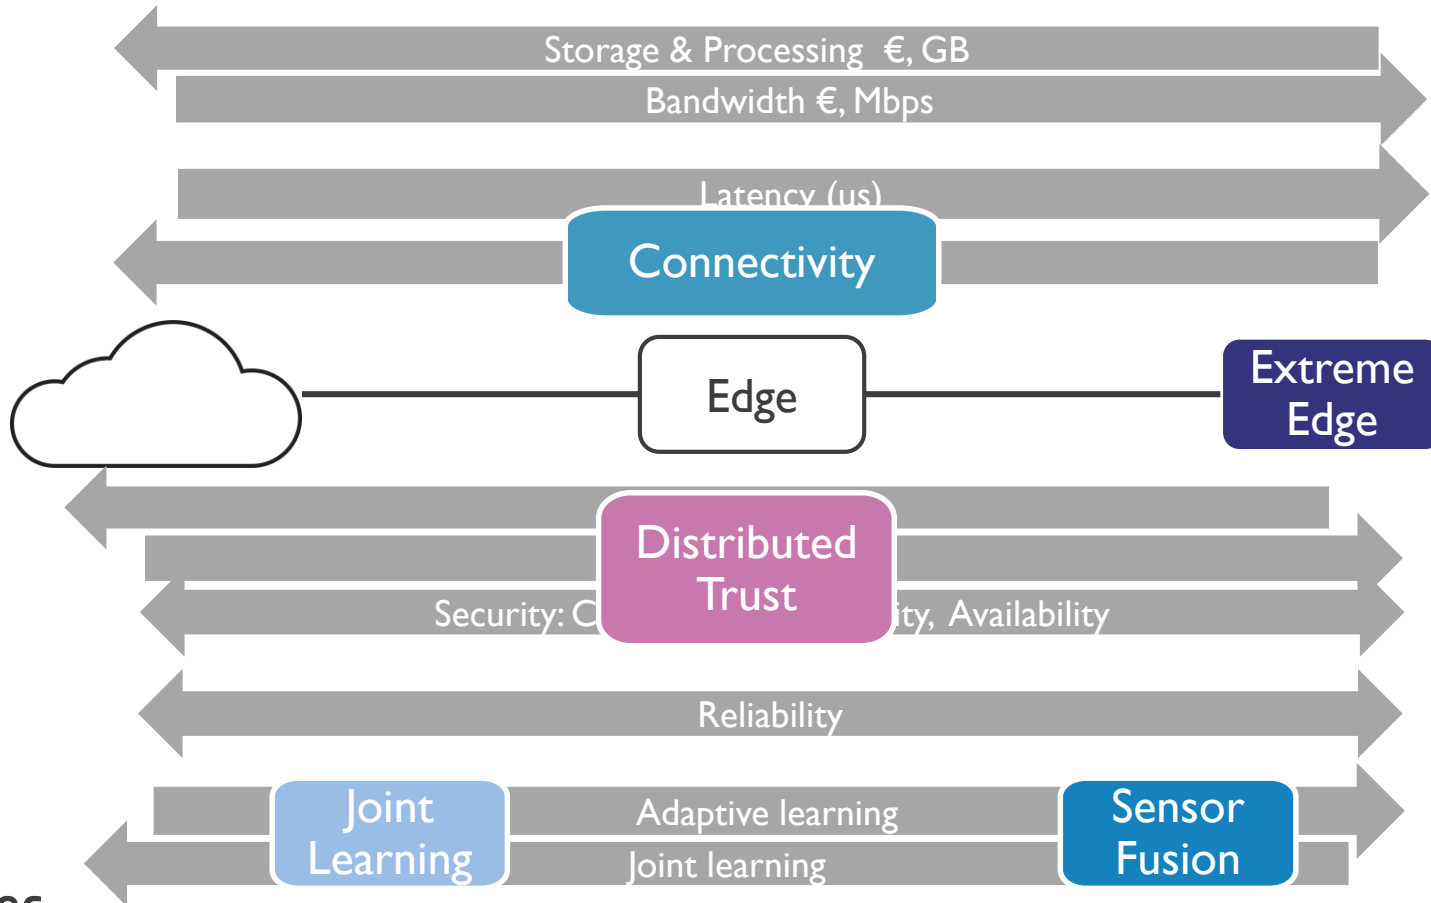 Storage & Processing €, GB
Bandwidth €, Mbps
Latency (us)
Connectivity
Edge
Extreme
Edge
Distributed
Trust
Security: C ity, Availability
Reliability
Joint
Learning
Adaptive learning
Sensor
Fusion
Joint learning